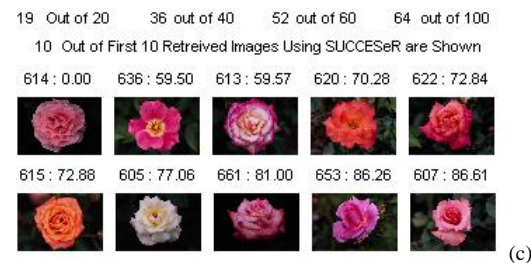 19 Out of 20 36 out of 40 52 out of 60 64 out of 100
10 Out of First 10 Retreived Images Using SUCCESeR are Shown
614 : 0.00 636 : 59.50 613 : 59.57 620 : 70.28 622 : 72.84
615 : 72.88 605 : 77.06 661 : 81.00 653 : 86.26 607 : 86.61
(c)